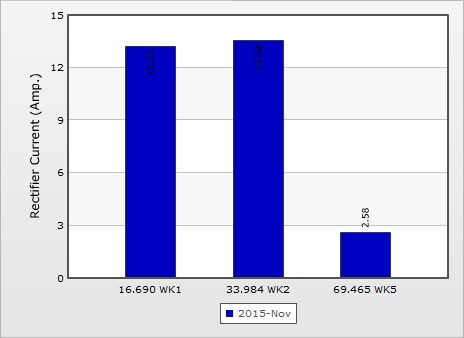 15
12
9
6
3
0
Rectifier Current (Amp.)
2.58
16.690 WK1
33.984 WK2
69.465 WK5
2015-Nov